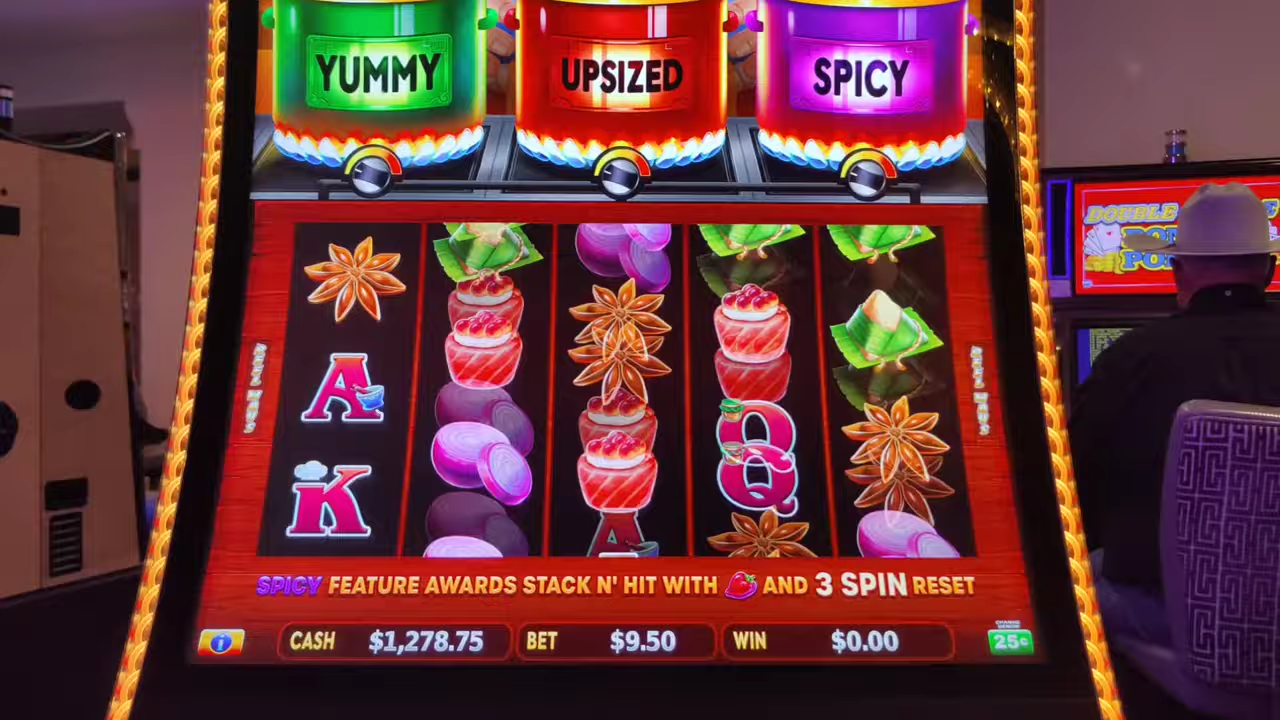 YUMMY
UPSIZED
SPICY
DOUBLE
A
K
Q
Q
A
SPICY FEATURE AWARDS STACK N' HIT WITH AND 3 SPIN RESET
CASH $1,278.75 BET $9.50 WIN $0.00
25¢